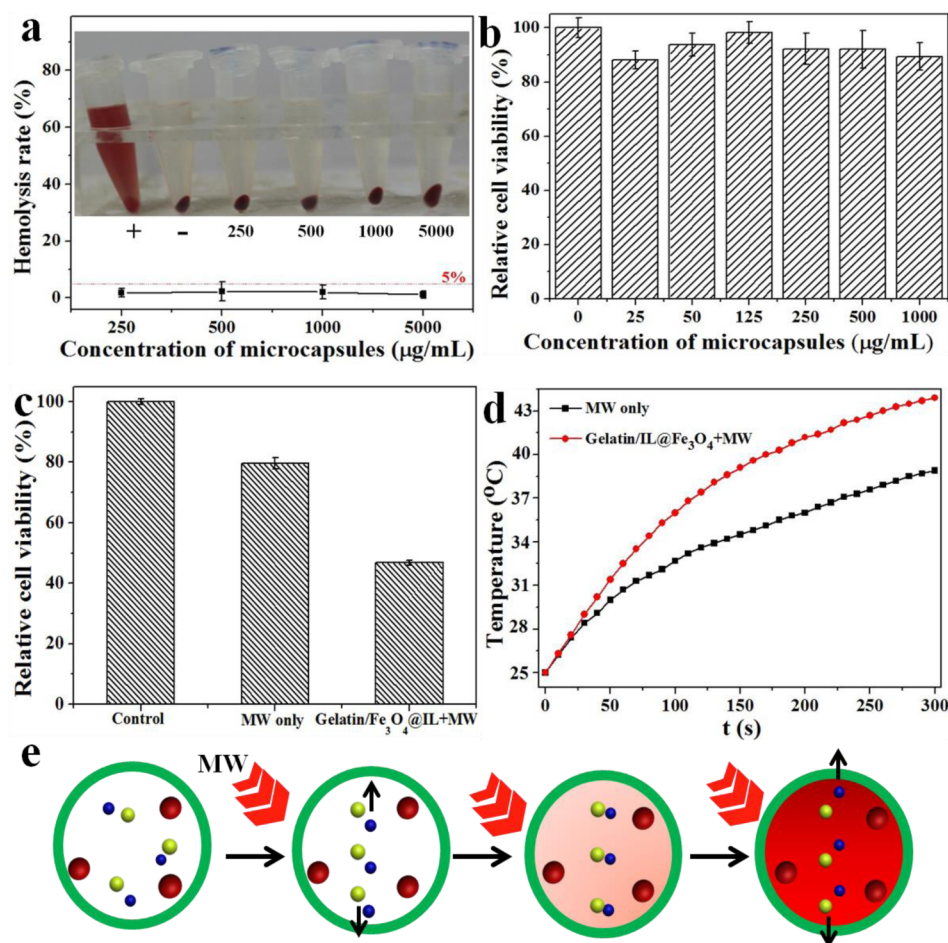 a
Hemolysis rate (%)
80
60
40
20
0
+ - 250 500 1000 5000
5%
250 500 1000 5000
Concentration of microcapsules (μg/mL)
b
Relative cell viability (%)
100
80
60
40
20
0
0 25 50 125 250 500 1000
Concentration of microcapsules (μg/mL)
c
Relative cell viability (%)
100
80
60
40
20
0
Control MW only Gelatin/Fe₃O₄@IL+MW
d
Temperature (°C)
MW only
Gelatin/IL@Fe₃O₄+MW
43
40
37
34
31
28
25
0 50 100 150 200 250 300
t (s)
e
MW